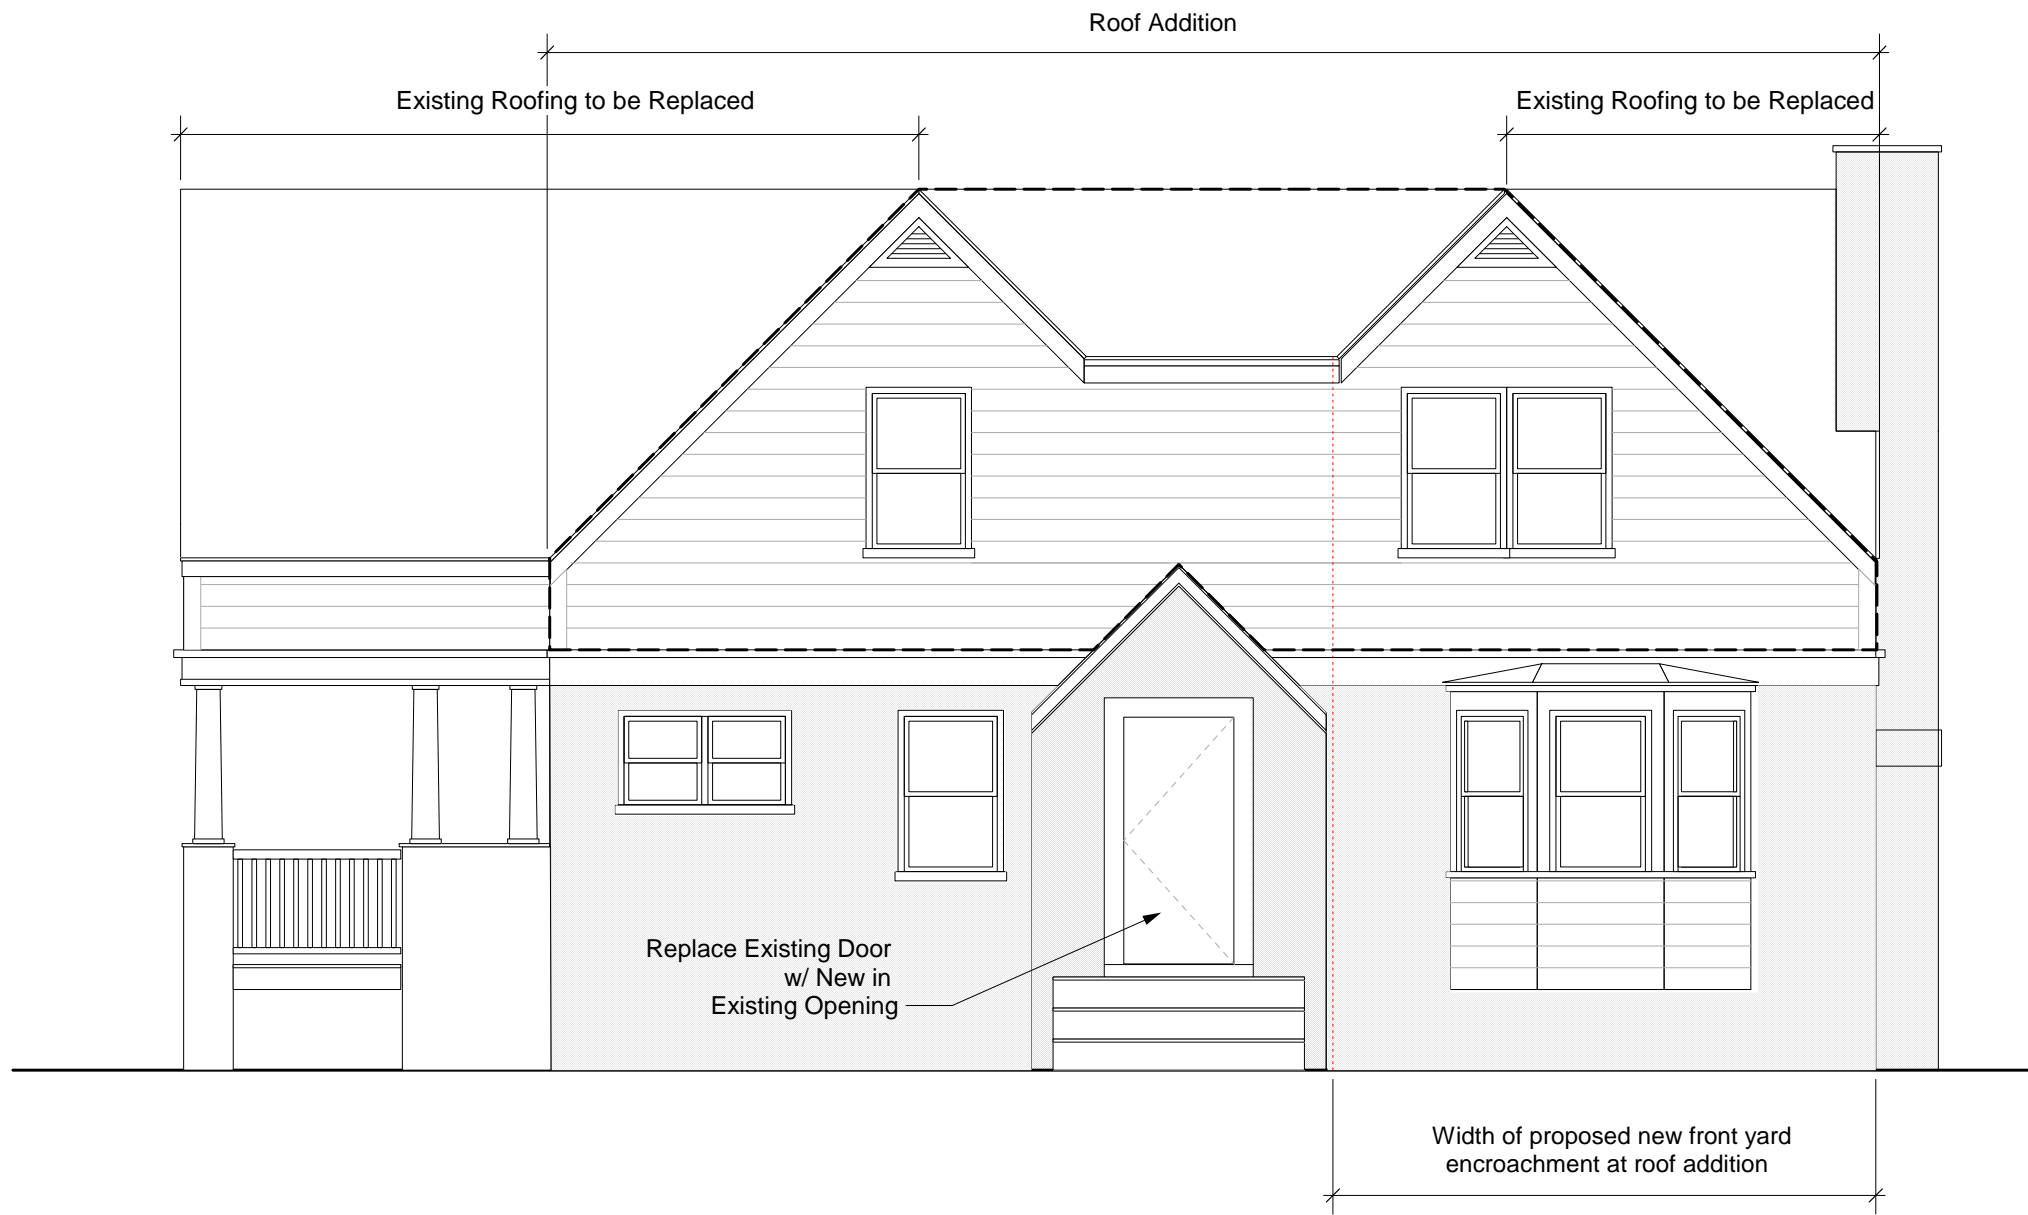 Roof Addition
Existing Roofing to be Replaced
Existing Roofing to be Replaced
Replace Existing Door
w/ New in
Existing Opening
Width of proposed new front yard
encroachment at roof addition